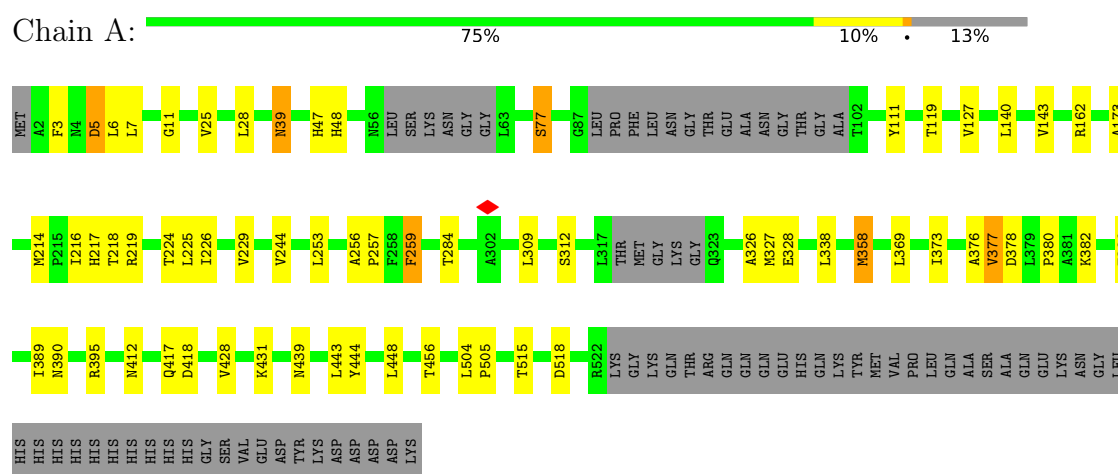 Chain A:
75% 10% • 13%
MET A2 F3 N4 D5 L6 L7 G11 V25 L28 N39 H47 H48 N56 LEU SER LYS ASN GLY GLY L63 S77 G87 LEU PRO PHE LEU ASN GLY THR GLU ALA ASN GLY THR GLY ALA T102 Y111 T119 V127 L140 V143 R162 A173
M214 P215 I216 H217 T218 R219 T224 L225 I226 V229 V244 L253 A256 P257 F258 F259 T284 A302 L309 S312 L317 THR MET GLY LYS GLY Q323 A326 M327 E328 L338 M358 L369 I373 A376 V377 D378 L379 P380 A381 K382
I389 N390 R395 N412 Q417 D418 V428 K431 N439 L443 Y444 L448 T456 L504 P505 T515 D518 R522 LYS GLY LYS GLN THR ARG GLN GLN GLN GLU HIS GLN LYS TYR MET VAL PRO LEU GLN ALA SER ALA GLN GLU LYS ASN GLY LEU
HIS HIS HIS HIS HIS HIS HIS HIS HIS HIS GLY SER VAL GLU ASP TYR LYS ASP ASP ASP ASP LYS